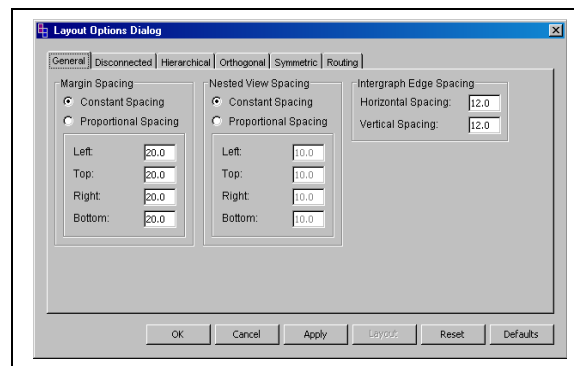 Layout Options Dialog
General Disconnected Hierarchical Orthogonal Symmetric Routing
Margin Spacing
Constant Spacing
Proportional Spacing
Left: 20.0
Top: 20.0
Right: 20.0
Bottom: 20.0
Nested View Spacing
Constant Spacing
Proportional Spacing
Left: 10.0
Top: 10.0
Right: 10.0
Bottom: 10.0
Intergraph Edge Spacing
Horizontal Spacing: 12.0
Vertical Spacing: 12.0
OK Cancel Apply Layout Reset Defaults